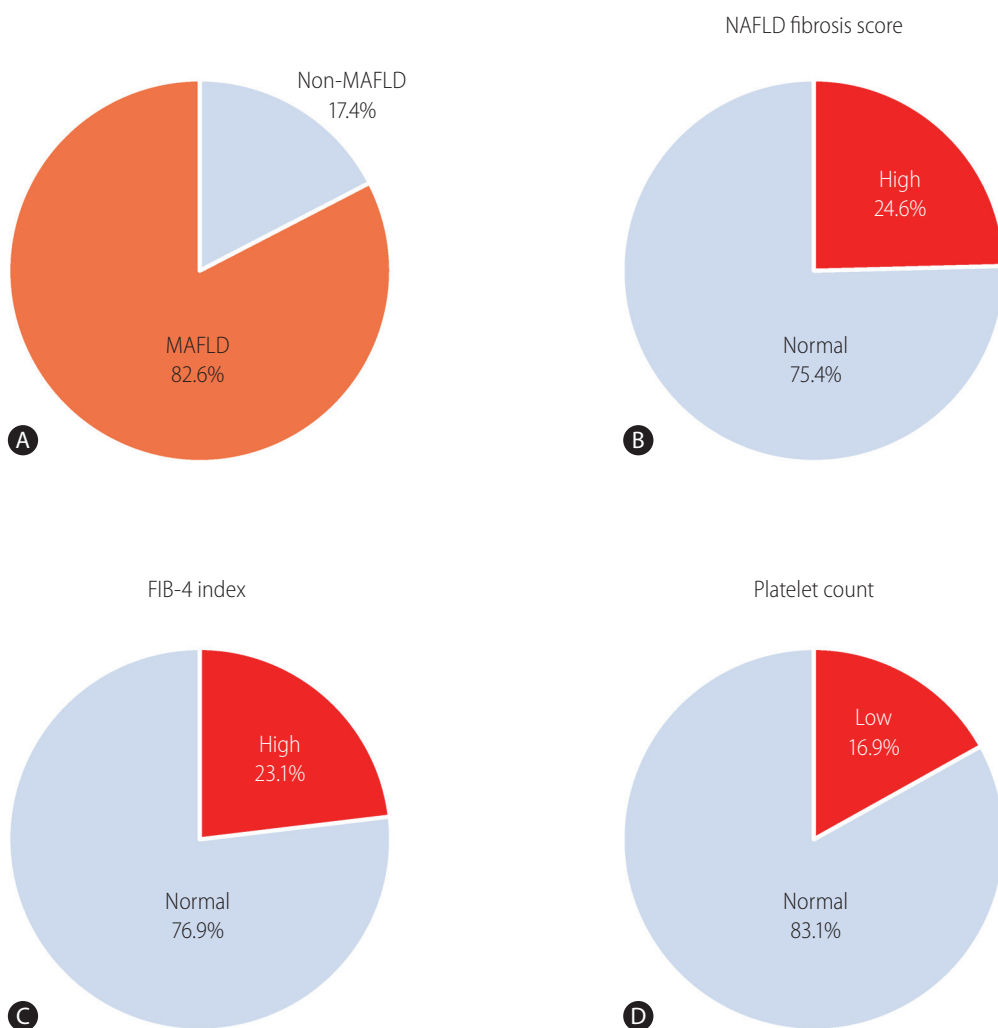 NAFLD fibrosis score
Non-MAFLD
17.4%
MAFLD
82.6%
A
High
24.6%
Normal
75.4%
B
FIB-4 index
High
23.1%
Normal
76.9%
C
Platelet count
Low
16.9%
Normal
83.1%
D